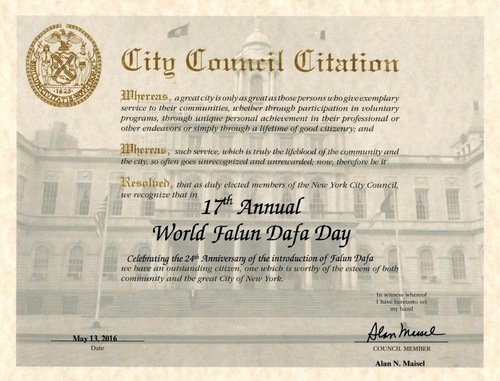 City Council Citation
Whereas, a great city is only as great as those persons who give exemplary
service to their communities, whether through participation in voluntary
programs, through unique personal achievement in their professional or
other endeavors or simply through a lifetime of good citizenry; and
Whereas, such service, which is truly the lifeblood of the community and
the city, so often goes unrecognized and unrewarded; now, therefore be it
Resolved, that as duly elected members of the New York City Council,
we recognize that in
17th Annual
World Falun Dafa Day
Celebrating the 24th Anniversary of the introduction of Falun Dafa
we have an outstanding citizen, one which is worthy of the esteem of both
community and the great City of New York.
In witness whereof
I have hereunto set
my hand
May 13, 2016
Date
Alan Maisel
COUNCIL MEMBER
Alan N. Maisel
1625